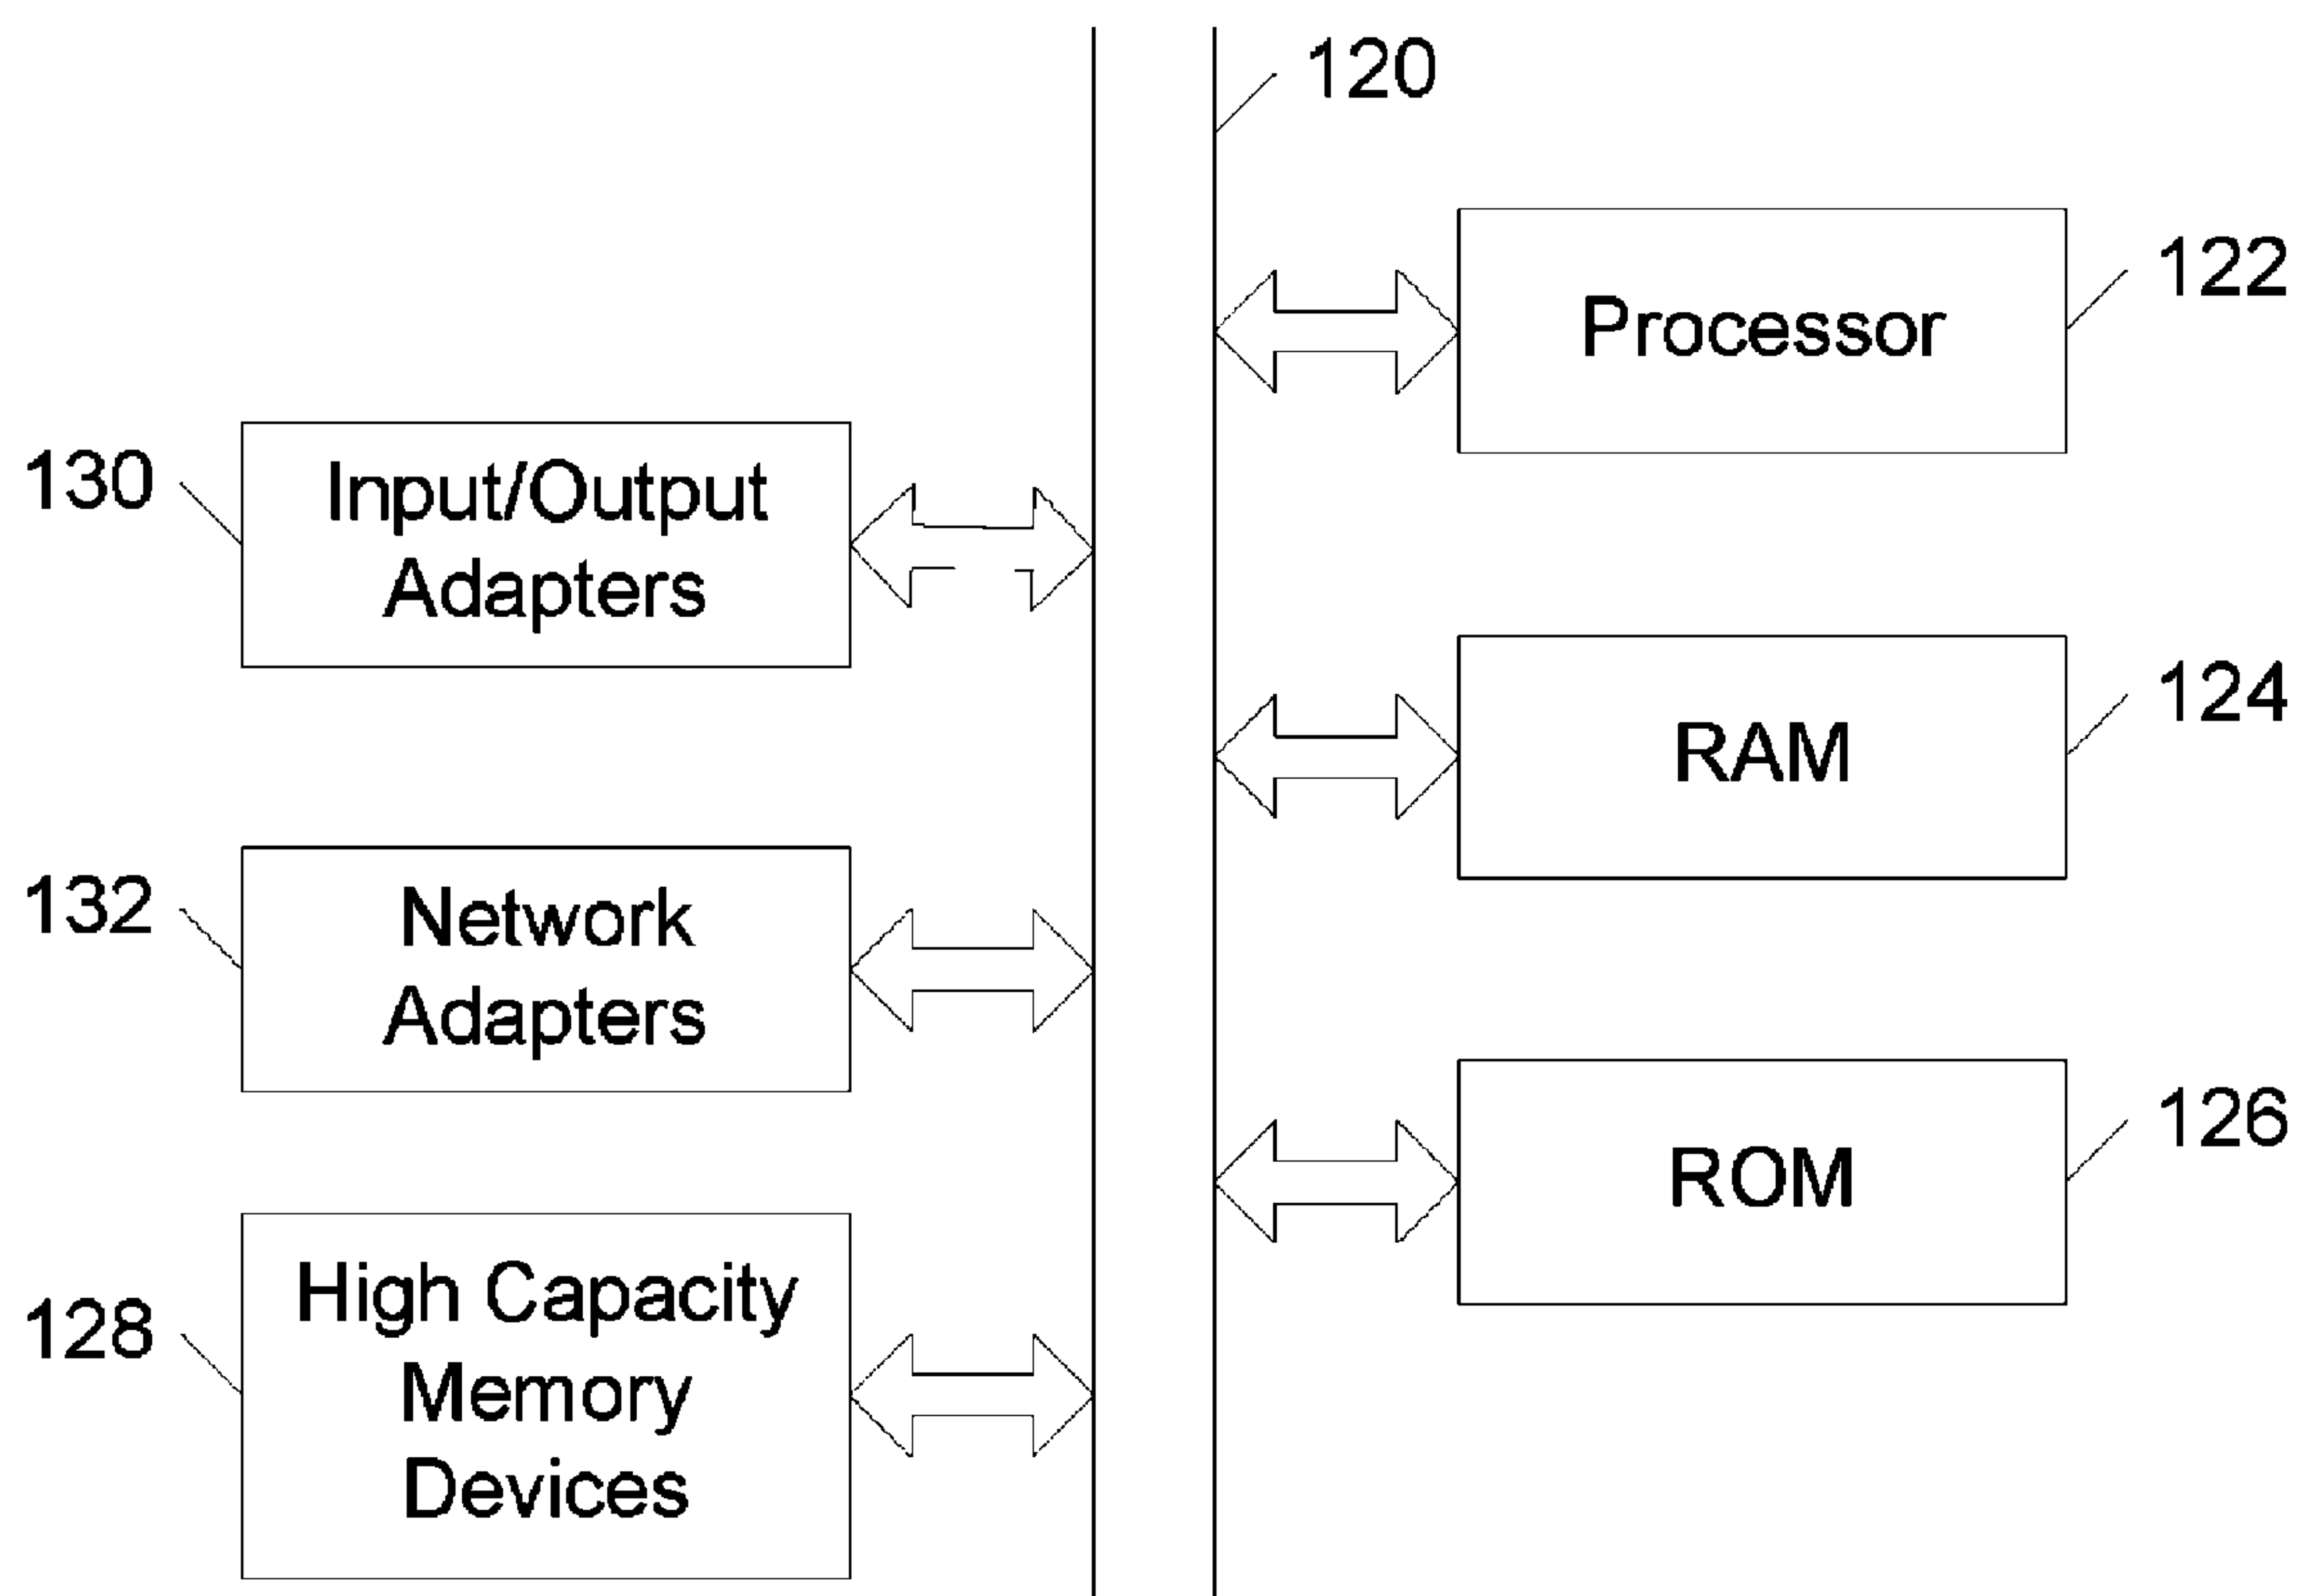 120
Processor
122
130
Input/Output
Adapters
RAM
124
132
Network
Adapters
ROM
126
128
High Capacity
Memory
Devices